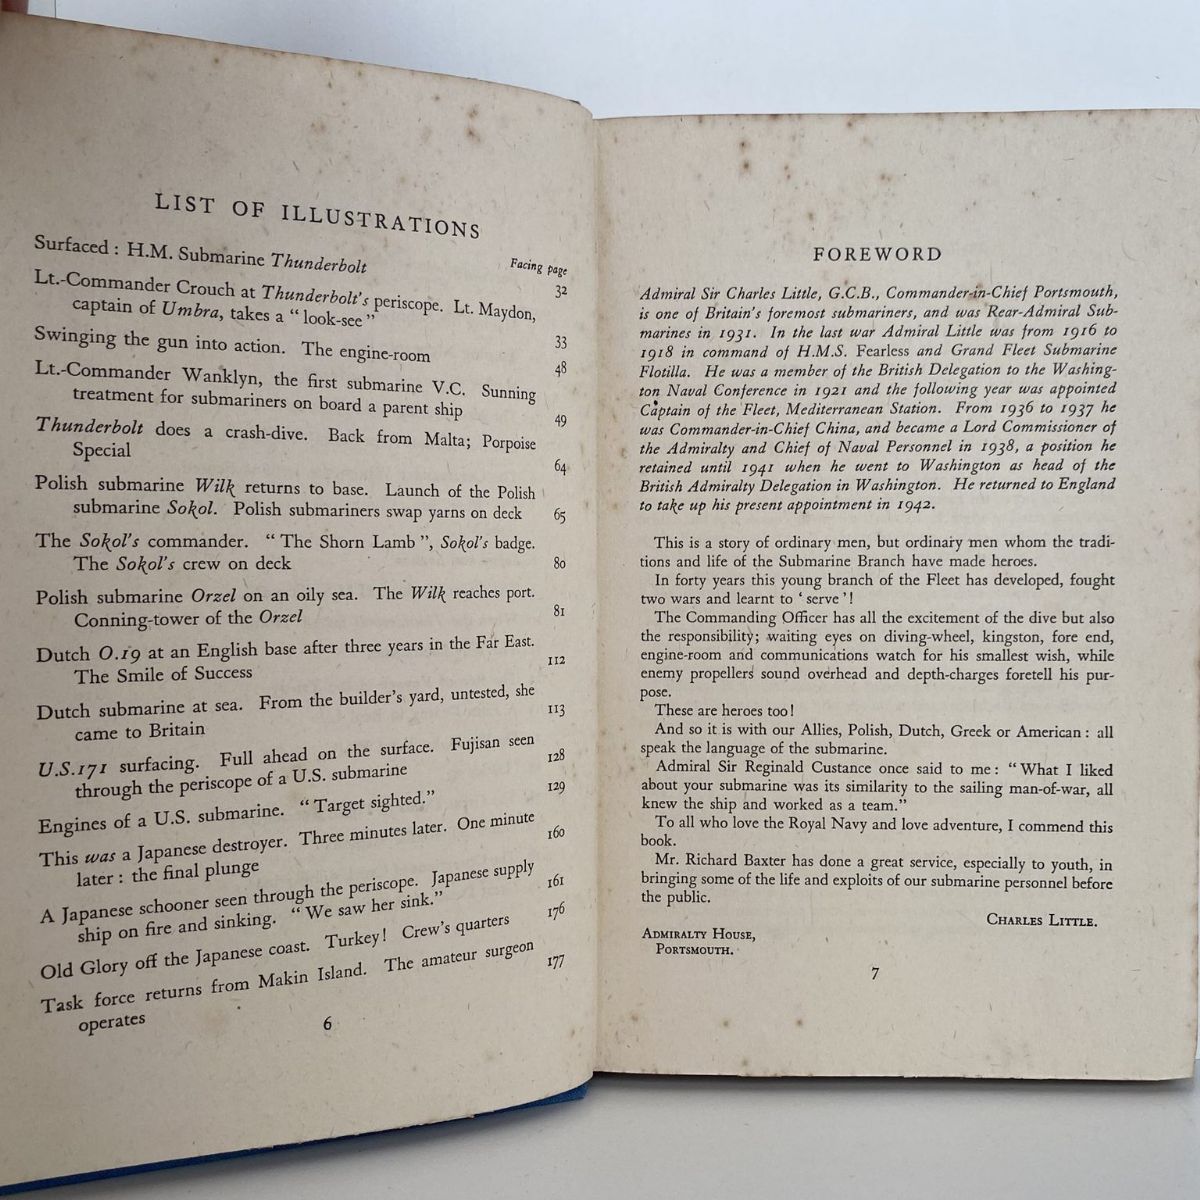 LIST OF ILLUSTRATIONS
Facing page
Surfaced : H.M. Submarine Thunderbolt 32
Lt.-Commander Crouch at Thunderbolt's periscope. Lt. Maydon,
captain of Umbra, takes a "look-see" 33
Swinging the gun into action. The engine-room 48
Lt.-Commander Wanklyn, the first submarine V.C. Sunning
treatment for submariners on board a parent ship 49
Thunderbolt does a crash-dive. Back from Malta; Porpoise
Special 64
Polish submarine Wilk returns to base. Launch of the Polish
submarine Sokol. Polish submariners swap yarns on deck 65
The Sokol's commander. "The Shorn Lamb", Sokol's badge.
The Sokol's crew on deck 80
Polish submarine Orzel on an oily sea. The Wilk reaches port.
Conning-tower of the Orzel 81
Dutch O.19 at an English base after three years in the Far East.
The Smile of Success 112
Dutch submarine at sea. From the builder's yard, untested, she
came to Britain 113
U.S.171 surfacing. Full ahead on the surface. Fujisan seen
through the periscope of a U.S. submarine 128
Engines of a U.S. submarine. "Target sighted." 129
This was a Japanese destroyer. Three minutes later. One minute
later : the final plunge 160
A Japanese schooner seen through the periscope. Japanese supply
ship on fire and sinking. "We saw her sink." 161
Old Glory off the Japanese coast. Turkey! Crew's quarters 176
Task force returns from Makin Island. The amateur surgeon
operates 177
6
FOREWORD
Admiral Sir Charles Little, G.C.B., Commander-in-Chief Portsmouth,
is one of Britain's foremost submariners, and was Rear-Admiral Sub-
marines in 1931. In the last war Admiral Little was from 1916 to
1918 in command of H.M.S. Fearless and Grand Fleet Submarine
Flotilla. He was a member of the British Delegation to the Washing-
ton Naval Conference in 1921 and the following year was appointed
Captain of the Fleet, Mediterranean Station. From 1936 to 1937 he
was Commander-in-Chief China, and became a Lord Commissioner of
the Admiralty and Chief of Naval Personnel in 1938, a position he
retained until 1941 when he went to Washington as head of the
British Admiralty Delegation in Washington. He returned to England
to take up his present appointment in 1942.
This is a story of ordinary men, but ordinary men whom the tradi-
tions and life of the Submarine Branch have made heroes.
In forty years this young branch of the Fleet has developed, fought
two wars and learnt to 'serve'!
The Commanding Officer has all the excitement of the dive but also
the responsibility; waiting eyes on diving-wheel, kingston, fore end,
engine-room and communications watch for his smallest wish, while
enemy propellers sound overhead and depth-charges foretell his pur-
pose.
These are heroes too!
And so it is with our Allies, Polish, Dutch, Greek or American : all
speak the language of the submarine.
Admiral Sir Reginald Custance once said to me : "What I liked
about your submarine was its similarity to the sailing man-of-war, all
knew the ship and worked as a team."
To all who love the Royal Navy and love adventure, I commend this
book.
Mr. Richard Baxter has done a great service, especially to youth, in
bringing some of the life and exploits of our submarine personnel before
the public.
CHARLES LITTLE.
ADMIRALTY HOUSE,
PORTSMOUTH.
7